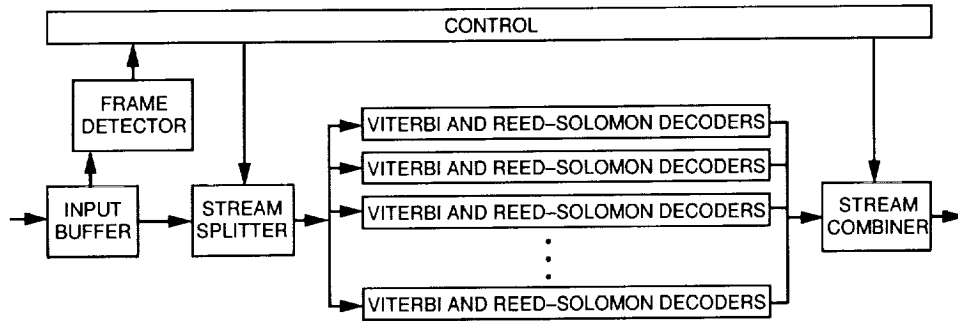 CONTROL
FRAME
DETECTOR
VITERBI AND REED–SOLOMON DECODERS
VITERBI AND REED–SOLOMON DECODERS
VITERBI AND REED–SOLOMON DECODERS
VITERBI AND REED–SOLOMON DECODERS
INPUT
BUFFER
STREAM
SPLITTER
STREAM
COMBINER